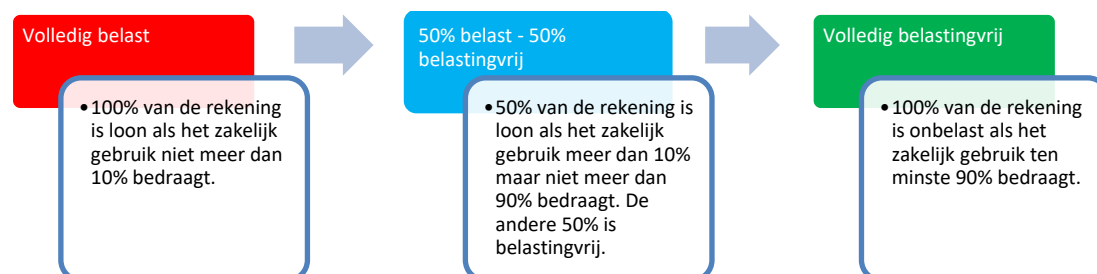 Volledig belast
•100% van de rekening
is loon als het zakelijk
gebruik niet meer dan
10% bedraagt.
50% belast - 50%
belastingvrij
•50% van de rekening is
loon als het zakelijk
gebruik meer dan 10%
maar niet meer dan
90% bedraagt. De
andere 50% is
belastingvrij.
Volledig belastingvrij
•100% van de rekening
is onbelast als het
zakelijk gebruik ten
minste 90% bedraagt.